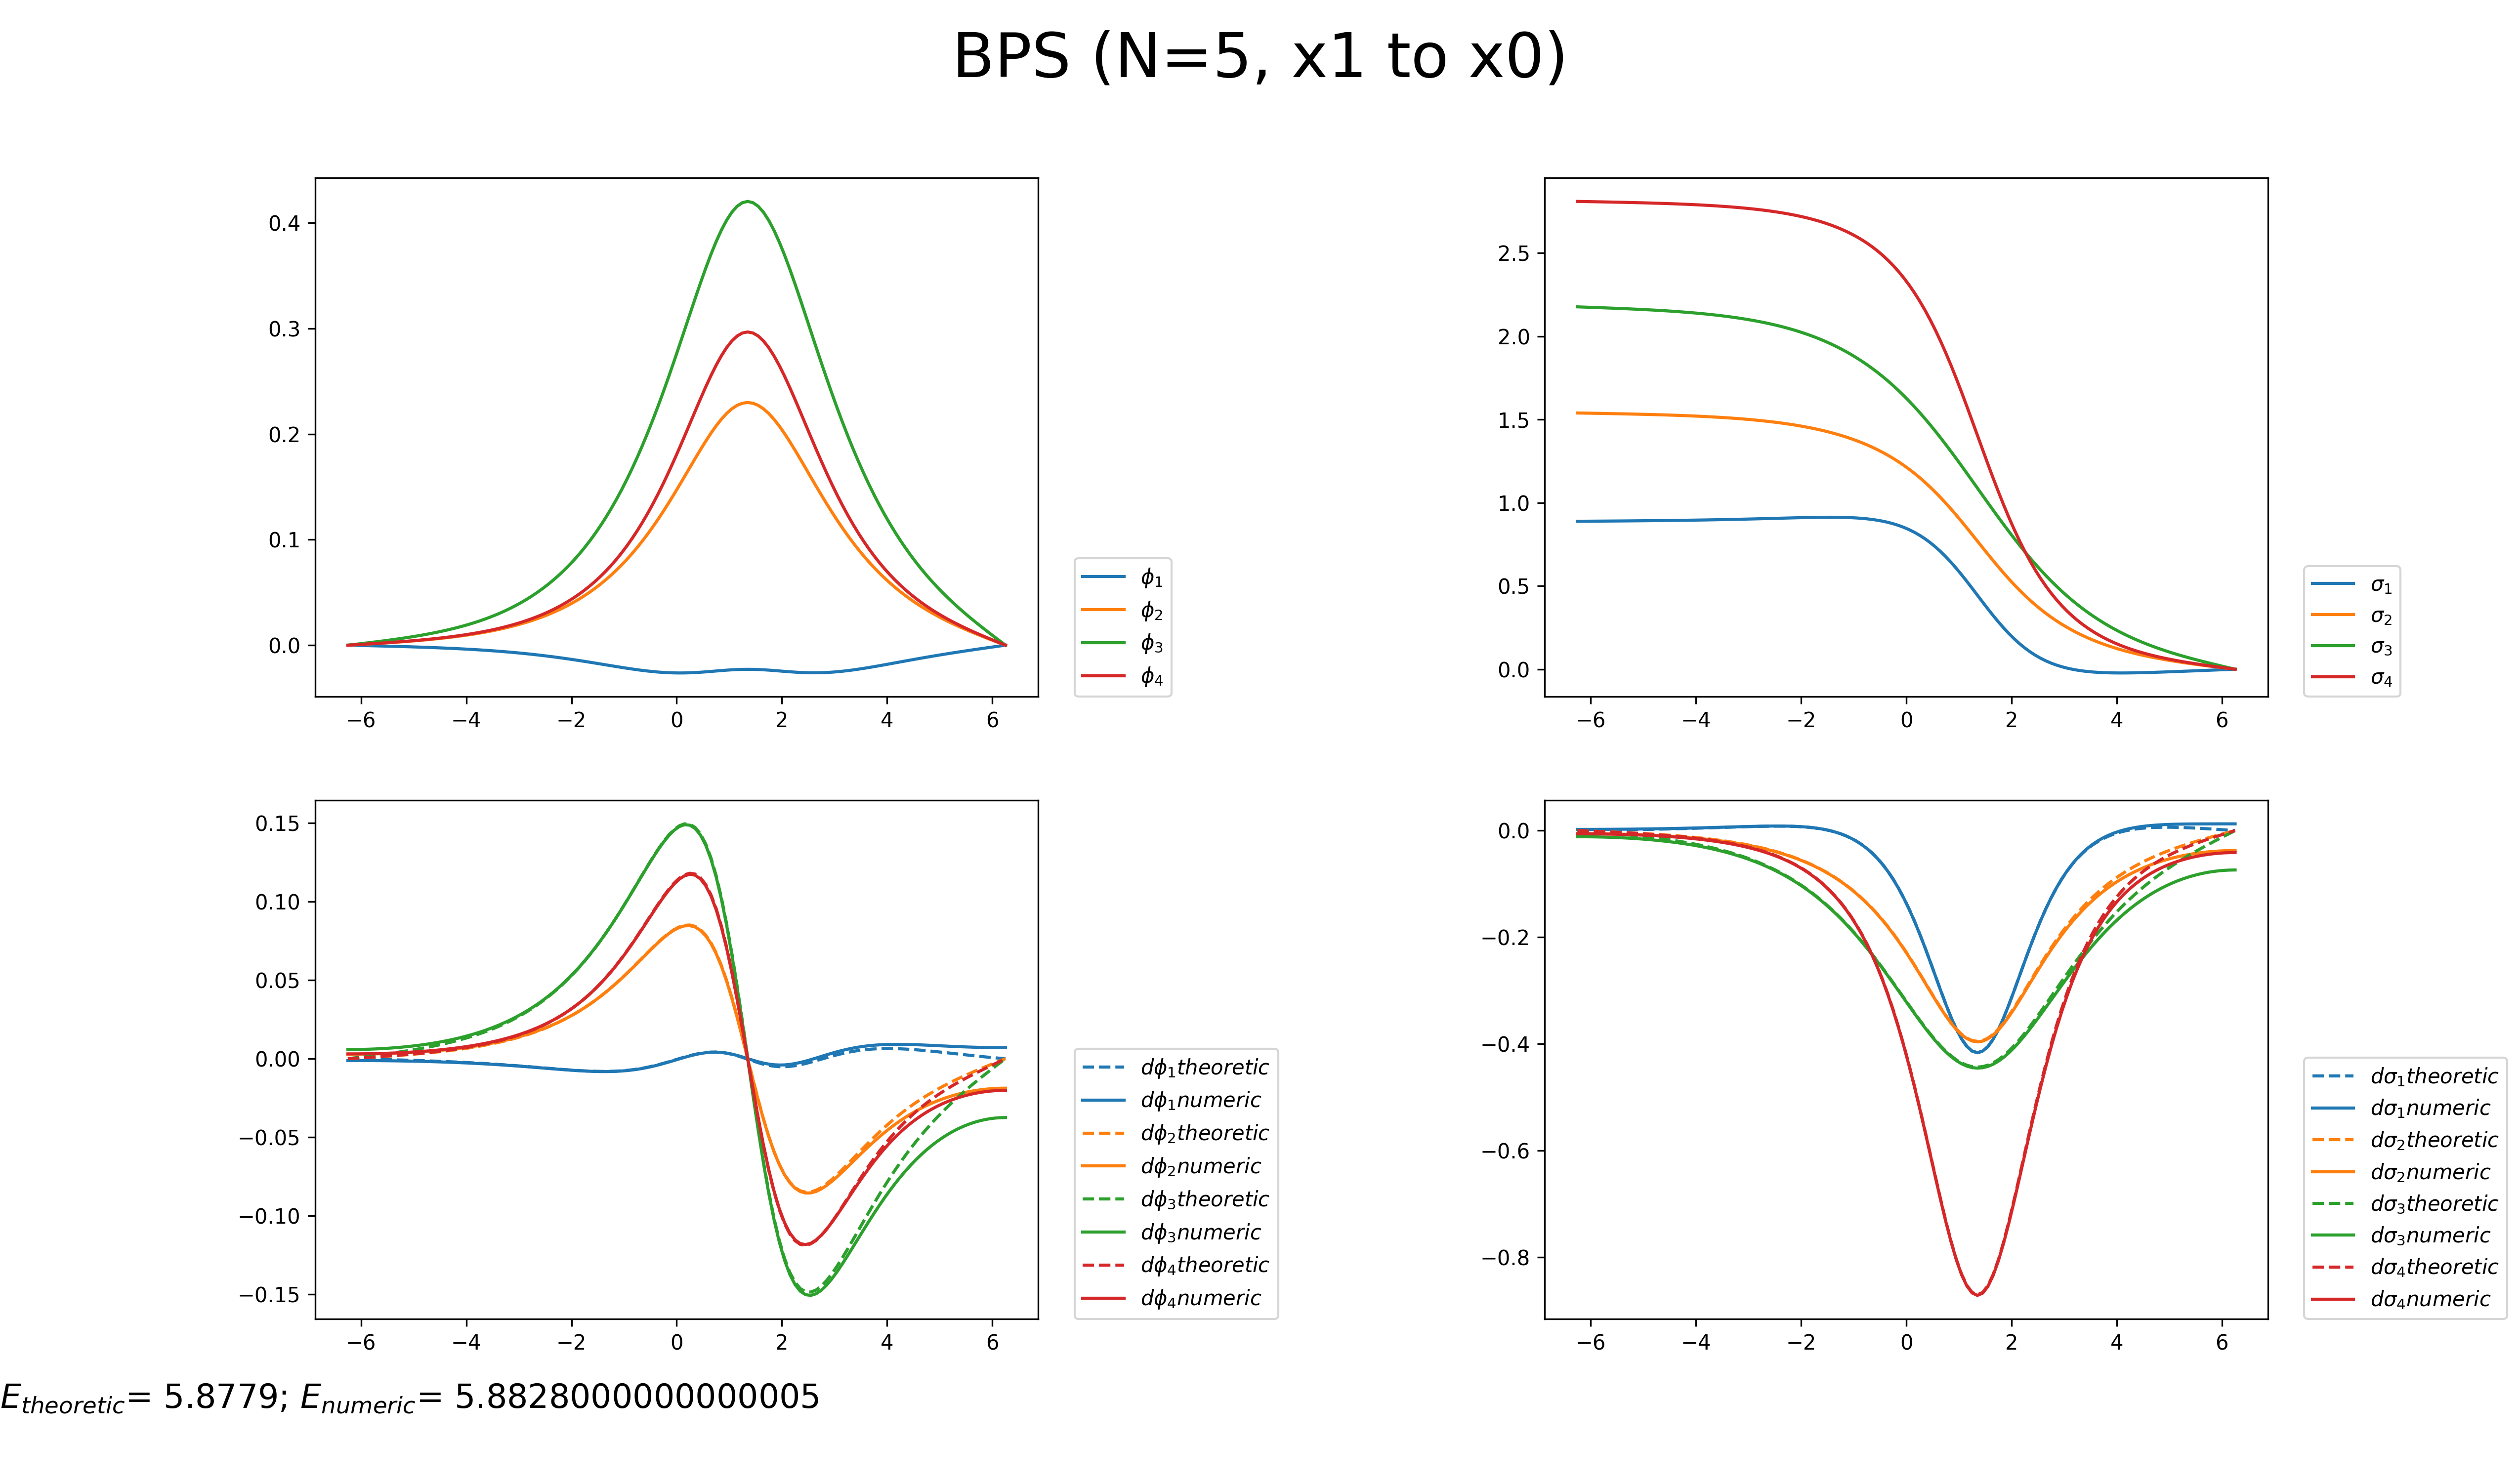 BPS (N=5, x1 to x0)
0.4
0.3
0.2
0.1
0.0
−6 −4 −2 0 2 4 6
ϕ₁
ϕ₂
ϕ₃
ϕ₄
2.5
2.0
1.5
1.0
0.5
0.0
−6 −4 −2 0 2 4 6
σ₁
σ₂
σ₃
σ₄
0.15
0.10
0.05
0.00
−0.05
−0.10
−0.15
−6 −4 −2 0 2 4 6
dϕ₁theoretic
dϕ₁numeric
dϕ₂theoretic
dϕ₂numeric
dϕ₃theoretic
dϕ₃numeric
dϕ₄theoretic
dϕ₄numeric
0.0
−0.2
−0.4
−0.6
−0.8
−6 −4 −2 0 2 4 6
dσ₁theoretic
dσ₁numeric
dσ₂theoretic
dσ₂numeric
dσ₃theoretic
dσ₃numeric
dσ₄theoretic
dσ₄numeric
E_theoretic= 5.8779; E_numeric= 5.8828000000000005